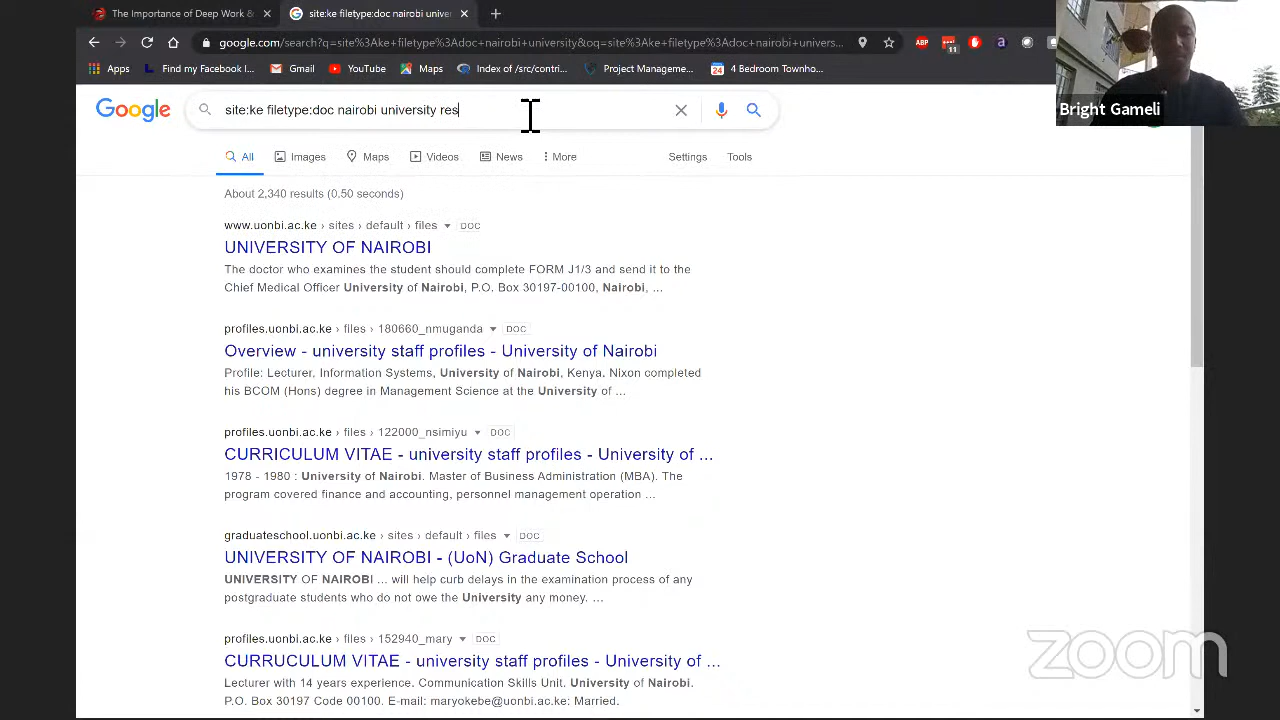 The Importance of Deep Work &
site:ke filetype:doc nairobi univer
google.com/search?q=site%3Ake+filetype%3Adoc+nairobi+university&oq=site%3Ake+filetype%3Adoc+nairobi+univers...
ABP
11
a
Apps
Find my Facebook I...
Gmail
YouTube
Maps
Index of /src/contri...
Project Manageme...
24
4 Bedroom Townho...
Bright Gameli
Google
site:ke filetype:doc nairobi university res
All
Images
Maps
Videos
News
More
Settings
Tools
About 2,340 results (0.50 seconds)
www.uonbi.ac.ke › sites › default › files
DOC
UNIVERSITY OF NAIROBI
The doctor who examines the student should complete FORM J1/3 and send it to the
Chief Medical Officer University of Nairobi, P.O. Box 30197-00100, Nairobi, ...
profiles.uonbi.ac.ke › files › 180660_nmuganda
DOC
Overview - university staff profiles - University of Nairobi
Profile: Lecturer, Information Systems, University of Nairobi, Kenya. Nixon completed
his BCOM (Hons) degree in Management Science at the University of ...
profiles.uonbi.ac.ke › files › 122000_nsimiyu
DOC
CURRICULUM VITAE - university staff profiles - University of ...
1978 - 1980 : University of Nairobi. Master of Business Administration (MBA). The
program covered finance and accounting, personnel management operation ...
graduateschool.uonbi.ac.ke › sites › default › files
DOC
UNIVERSITY OF NAIROBI - (UoN) Graduate School
UNIVERSITY OF NAIROBI ... will help curb delays in the examination process of any
postgraduate students who do not owe the University any money. ...
profiles.uonbi.ac.ke › files › 152940_mary
DOC
CURRUCULUM VITAE - university staff profiles - University of ...
Lecturer with 14 years experience. Communication Skills Unit. University of Nairobi.
P.O. Box 30197 Code 00100. E-mail: maryokebe@uonbi.ac.ke: Married.
zoom